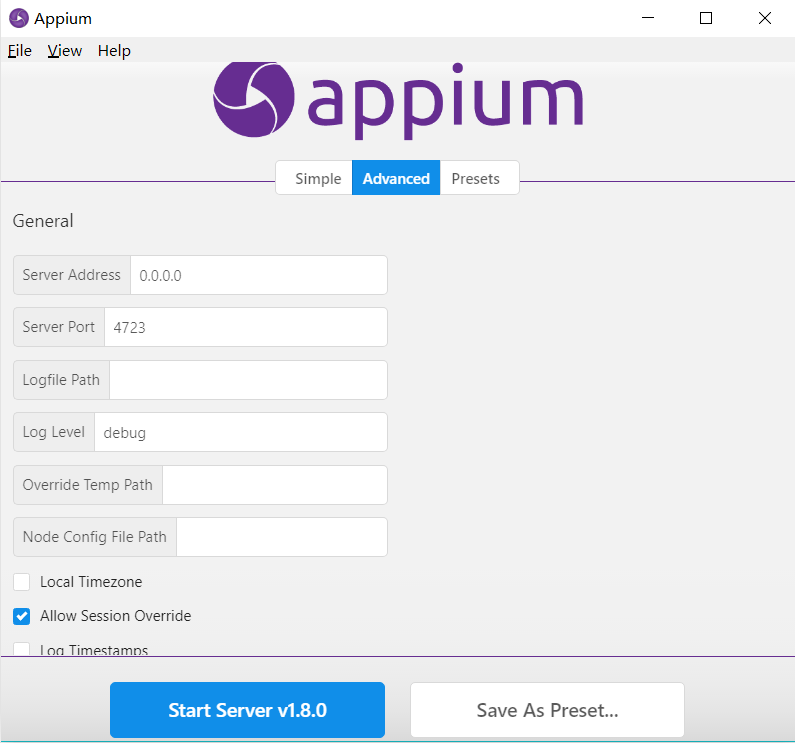 Appium
File View Help
appium
Simple Advanced Presets
General
Server Address 0.0.0.0
Server Port 4723
Logfile Path
Log Level debug
Override Temp Path
Node Config File Path
Local Timezone
Allow Session Override
Log Timestamps
Start Server v1.8.0 Save As Preset...